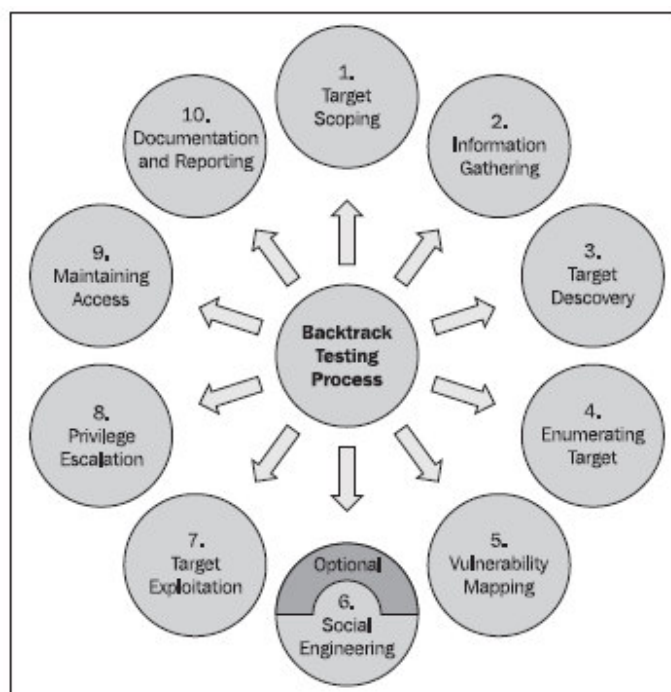 1.
Target
Scoping
2.
Information
Gathering
3.
Target
Descovery
4.
Enumerating
Target
5.
Vulnerability
Mapping
Optional
6.
Social
Engineering
7.
Target
Exploitation
8.
Privilege
Escalation
9.
Maintaining
Access
10.
Documentation
and Reporting
Backtrack
Testing
Process